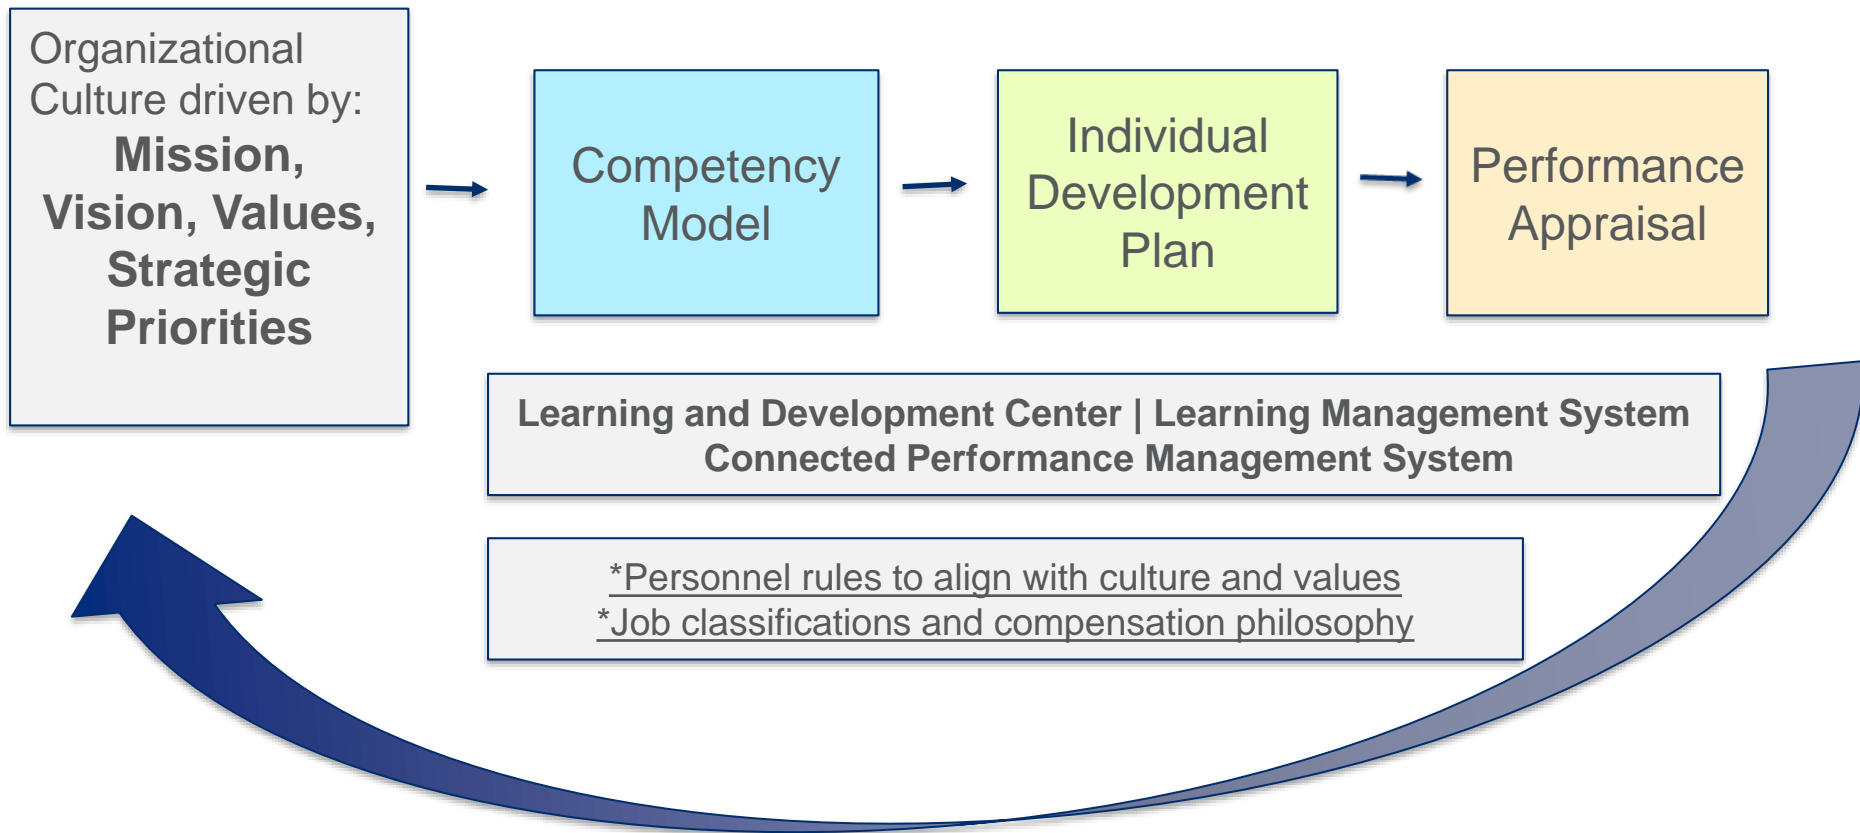 Organizational
Culture driven by:
Mission,
Vision, Values,
Strategic
Priorities
Competency
Model
Individual
Development
Plan
Performance
Appraisal
Learning and Development Center | Learning Management System
Connected Performance Management System
*Personnel rules to align with culture and values
*Job classifications and compensation philosophy